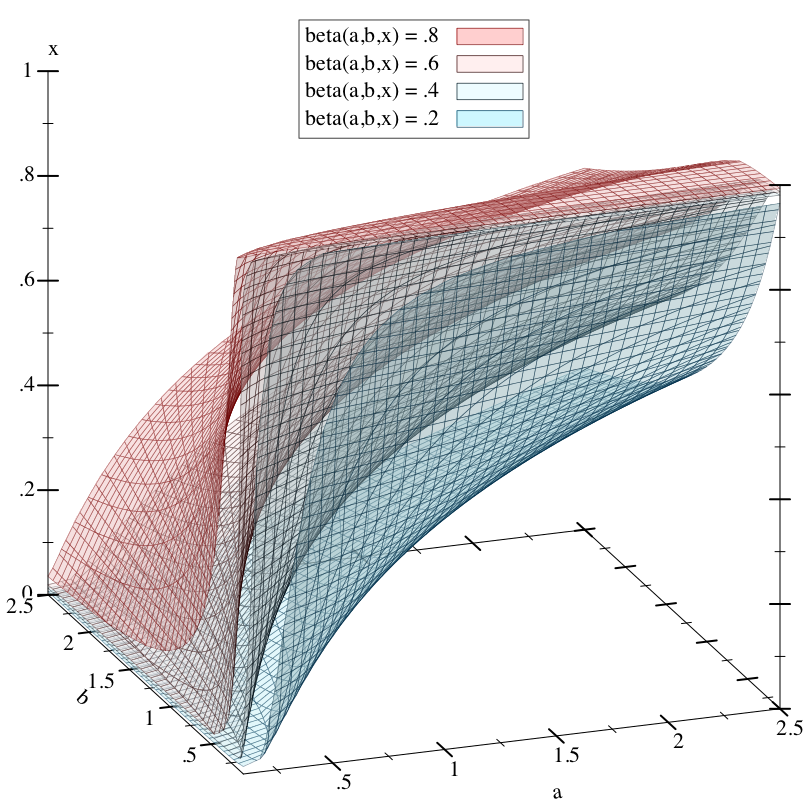 beta(a,b,x) = .8
beta(a,b,x) = .6
beta(a,b,x) = .4
beta(a,b,x) = .2
x
1
.8
.6
.4
.2
0
2.5
2
1.5
1
.5
b
.5
1
1.5
2
2.5
a